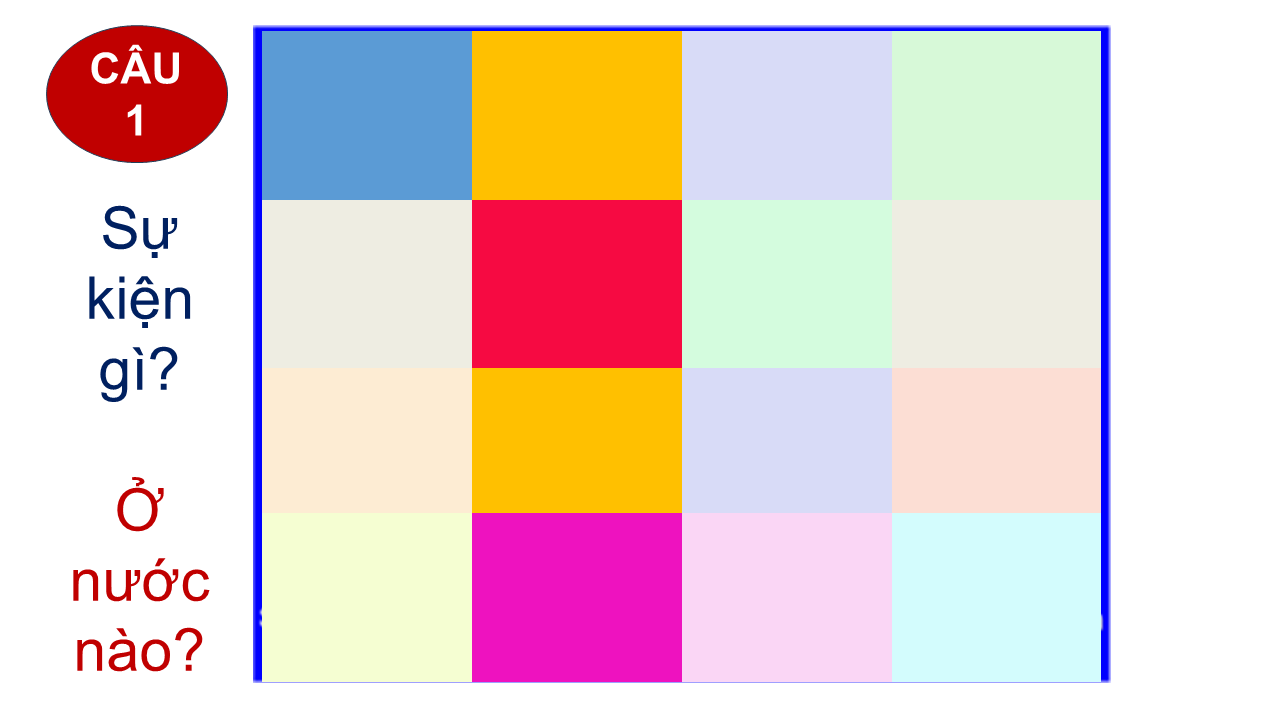 CÂU
1
Sự
kiện
gì?
Ở
nước
nào?